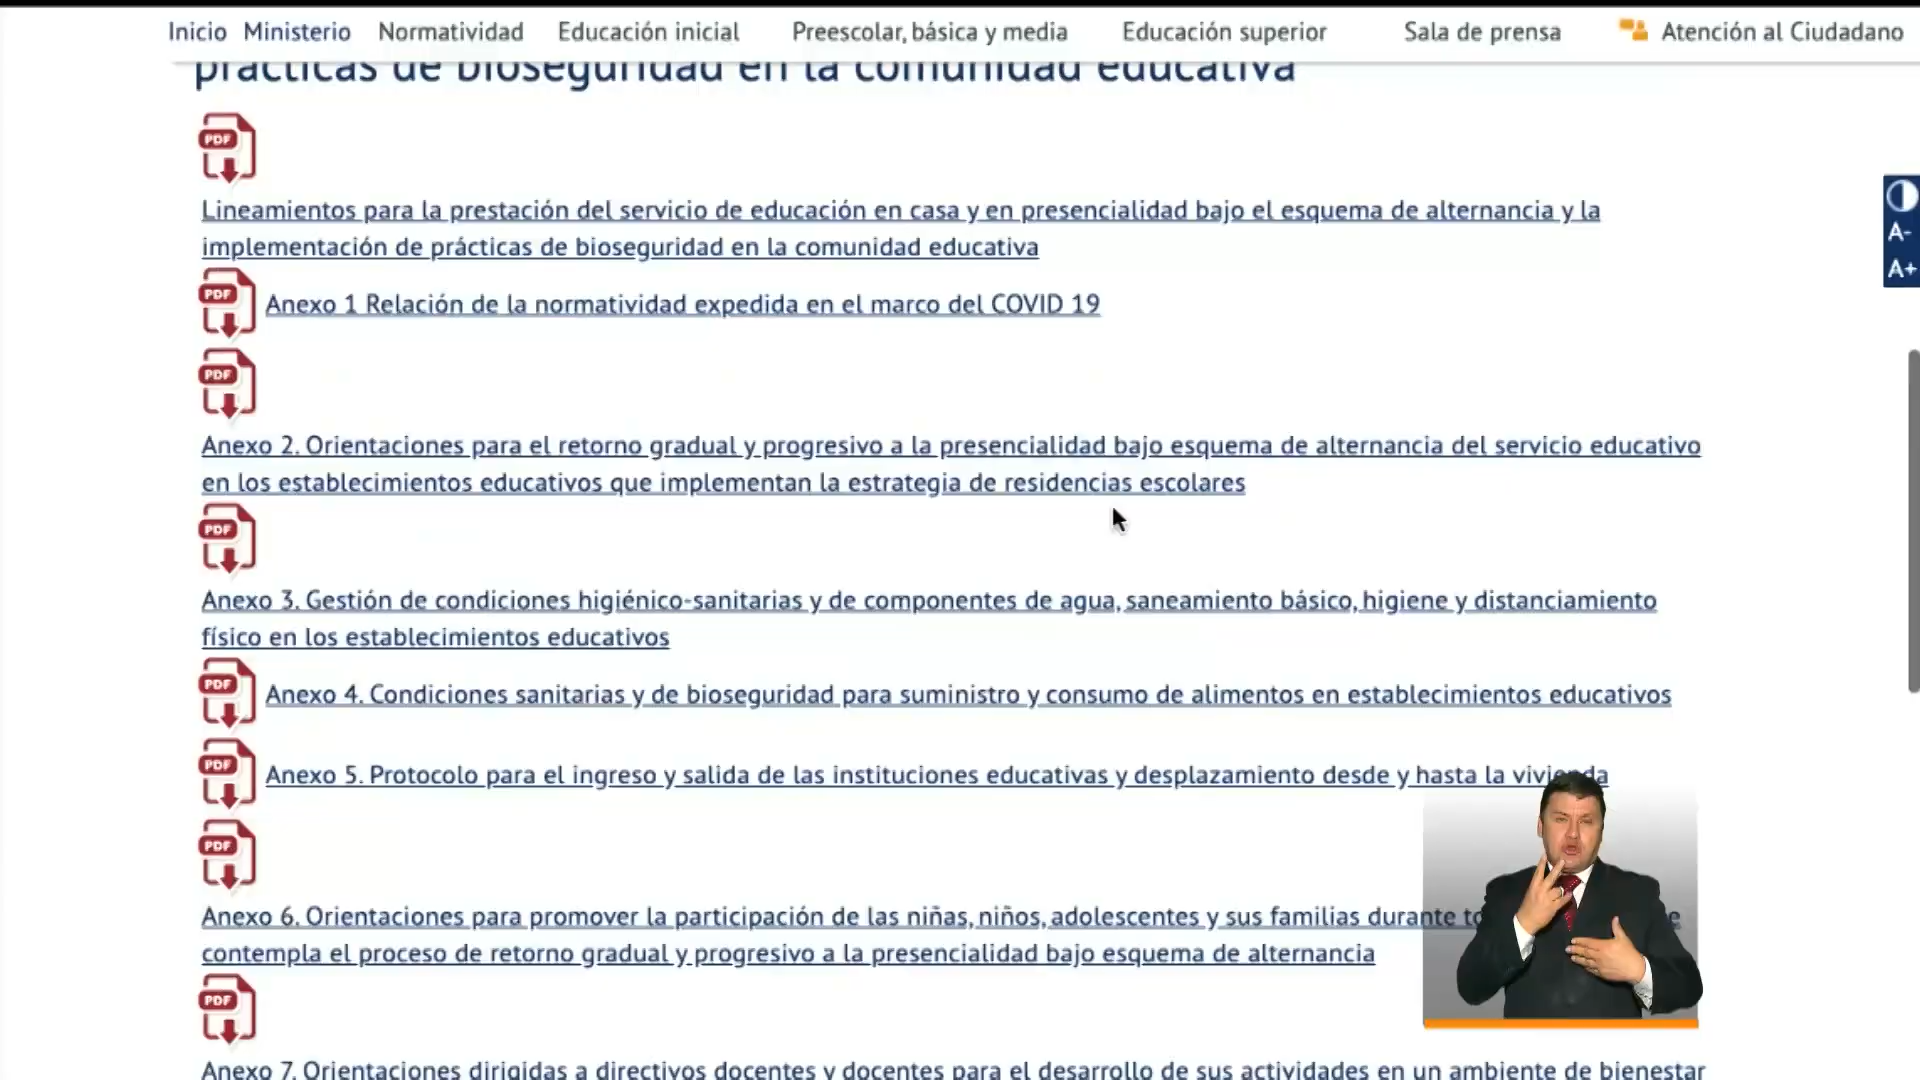 Inicio Ministerio Normatividad Educación inicial Preescolar, básica y media Educación superior Sala de prensa Atención al Ciudadano
prácticas de bioseguridad en la comunidad educativa
PDF
Lineamientos para la prestación del servicio de educación en casa y en presencialidad bajo el esquema de alternancia y la
implementación de prácticas de bioseguridad en la comunidad educativa
A-
A+
PDF Anexo 1 Relación de la normatividad expedida en el marco del COVID 19
PDF
Anexo 2. Orientaciones para el retorno gradual y progresivo a la presencialidad bajo esquema de alternancia del servicio educativo
en los establecimientos educativos que implementan la estrategia de residencias escolares
PDF
Anexo 3. Gestión de condiciones higiénico-sanitarias y de componentes de agua, saneamiento básico, higiene y distanciamiento
físico en los establecimientos educativos
PDF Anexo 4. Condiciones sanitarias y de bioseguridad para suministro y consumo de alimentos en establecimientos educativos
PDF Anexo 5. Protocolo para el ingreso y salida de las instituciones educativas y desplazamiento desde y hasta la vivienda
PDF
Anexo 6. Orientaciones para promover la participación de las niñas, niños, adolescentes y sus familias durante
contempla el proceso de retorno gradual y progresivo a la presencialidad bajo esquema de alternancia
PDF
Anexo 7. Orientaciones dirigidas a directivos docentes y docentes para el desarrollo de sus actividades en un ambiente de bienestar